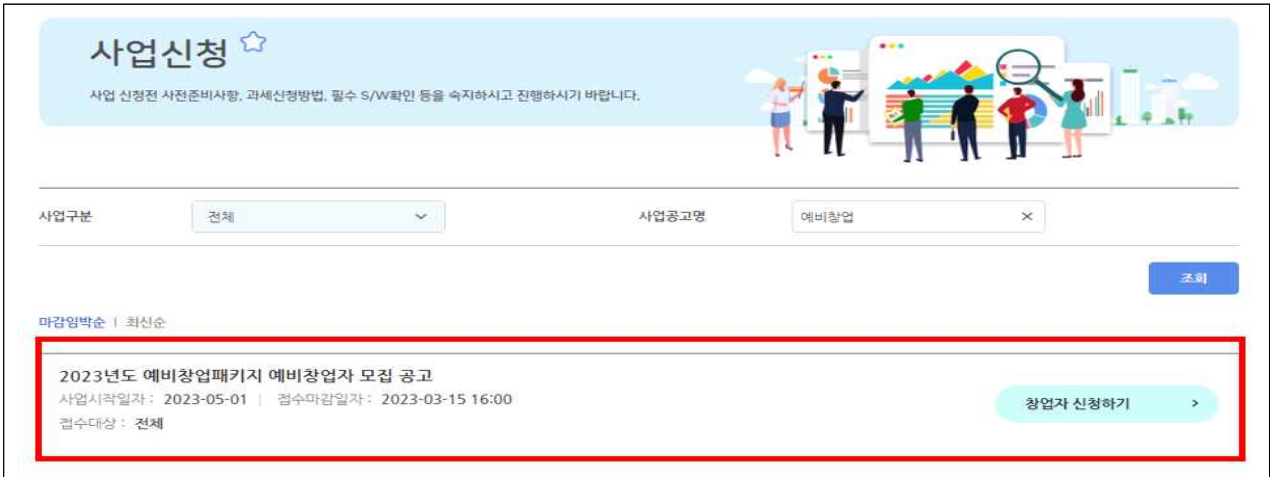 사업신청
사업 신청전 사전준비사항, 과세신청방법, 필수 S/W확인 등을 숙지하시고 진행하시기 바랍니다.
사업구분 전체 사업공고명 예비창업
조회
마감임박순 | 최신순
2023년도 예비창업패키지 예비창업자 모집 공고
사업시작일자 : 2023-05-01 | 접수마감일자 : 2023-03-15 16:00
창업자 신청하기
접수대상 : 전체